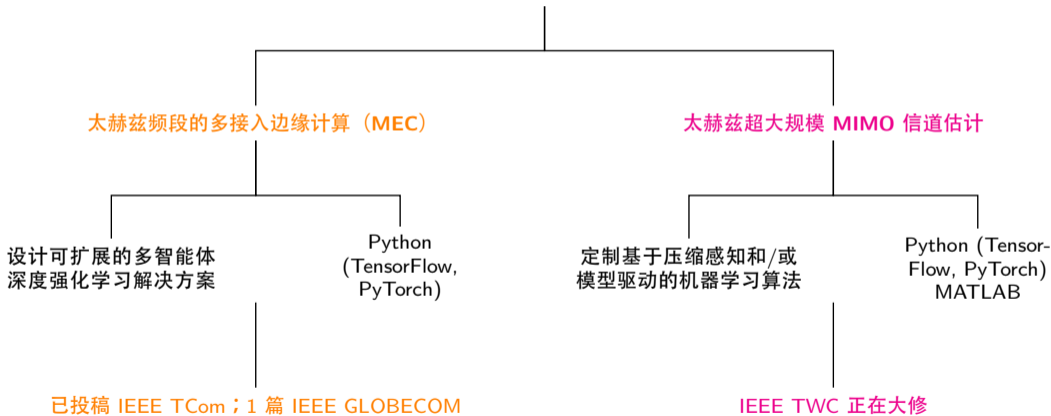 太赫兹频段的多接入边缘计算（MEC）
太赫兹超大规模 MIMO 信道估计
设计可扩展的多智能体
深度强化学习解决方案
Python
(TensorFlow,
PyTorch)
定制基于压缩感知和/或
模型驱动的机器学习算法
Python (Tensor-
Flow, PyTorch)
MATLAB
已投稿 IEEE TCom；1 篇 IEEE GLOBECOM
IEEE TWC 正在大修